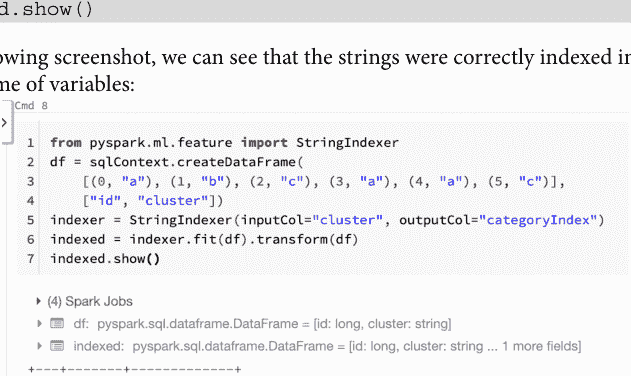 d.show()
owing screenshot, we can see that the strings were correctly indexed in
me of variables:
Cmd 8
1 from pyspark.ml.feature import StringIndexer
2 df = sqlContext.createDataFrame(
3 [(0, "a"), (1, "b"), (2, "c"), (3, "a"), (4, "a"), (5, "c")],
4 ["id", "cluster"])
5 indexer = StringIndexer(inputCol="cluster", outputCol="categoryIndex")
6 indexed = indexer.fit(df).transform(df)
7 indexed.show()
(4) Spark Jobs
df: pyspark.sql.dataframe.DataFrame = [id: long, cluster: string]
indexed: pyspark.sql.dataframe.DataFrame = [id: long, cluster: string ... 1 more fields]
+---+-------+-------------+